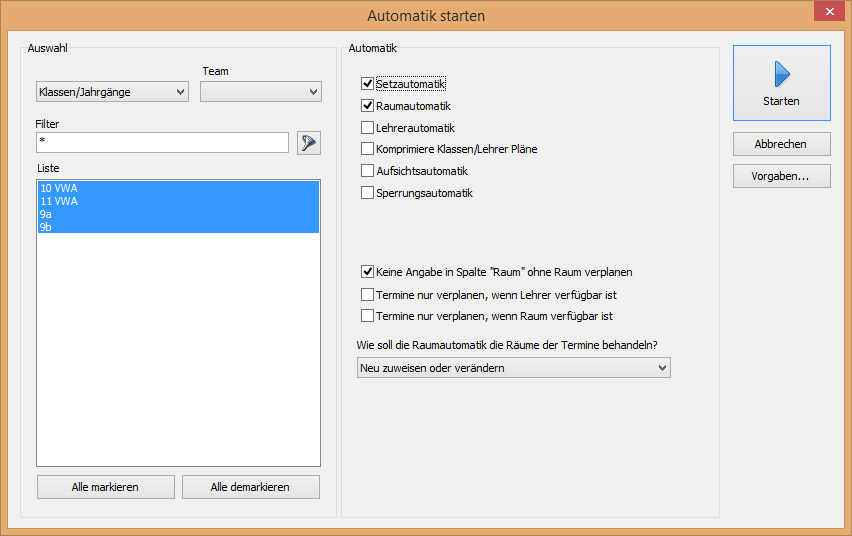 Automatik starten
Auswahl
Team
Klassen/Jahrgänge
Filter
*
Liste
10 VWA
11 VWA
9a
9b
Alle markieren
Alle demarkieren
Automatik
Setzautomatik
Raumautomatik
Lehrerautomatik
Komprimiere Klassen/Lehrer Pläne
Aufsichtsautomatik
Sperrungsautomatik
Keine Angabe in Spalte "Raum" ohne Raum verplanen
Termine nur verplanen, wenn Lehrer verfügbar ist
Termine nur verplanen, wenn Raum verfügbar ist
Wie soll die Raumautomatik die Räume der Termine behandeln?
Neu zuweisen oder verändern
Starten
Abbrechen
Vorgaben...